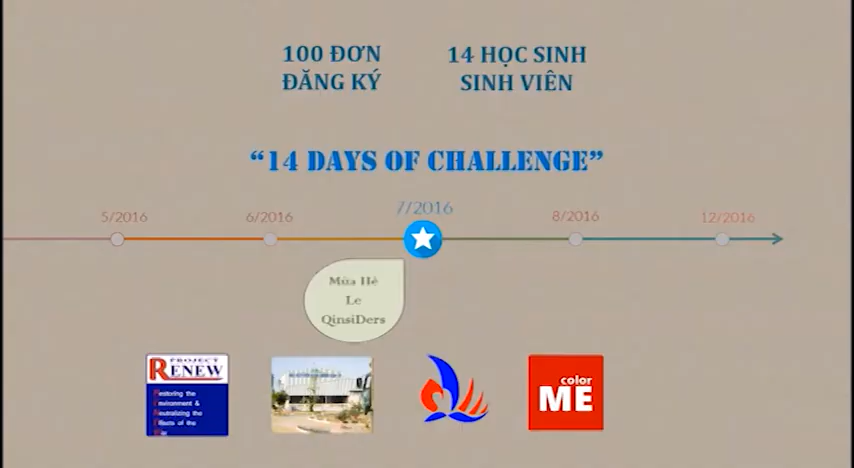 100 ĐƠN
ĐĂNG KÝ
14 HỌC SINH
SINH VIÊN
“14 DAYS OF CHALLENGE”
5/2016
6/2016
7/2016
8/2016
12/2016
Mùa Hè
Le
QinsiDers
PROJECT
RENEW
Restoring the
Environment &
Neutralizing the
Effects of the
War
color
ME